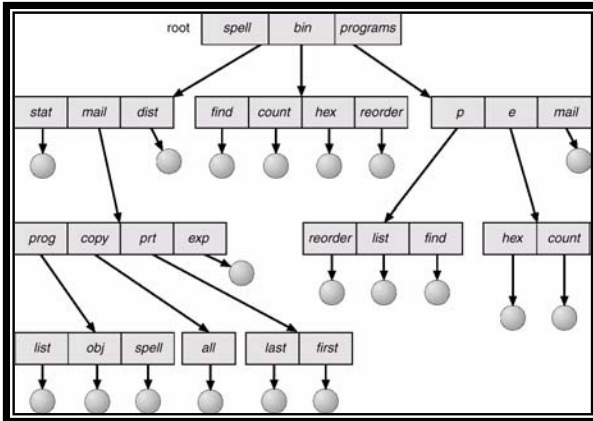 root spell bin programs
stat mail dist find count hex reorder p e mail
prog copy prt exp reorder list find hex count
list obj spell all last first